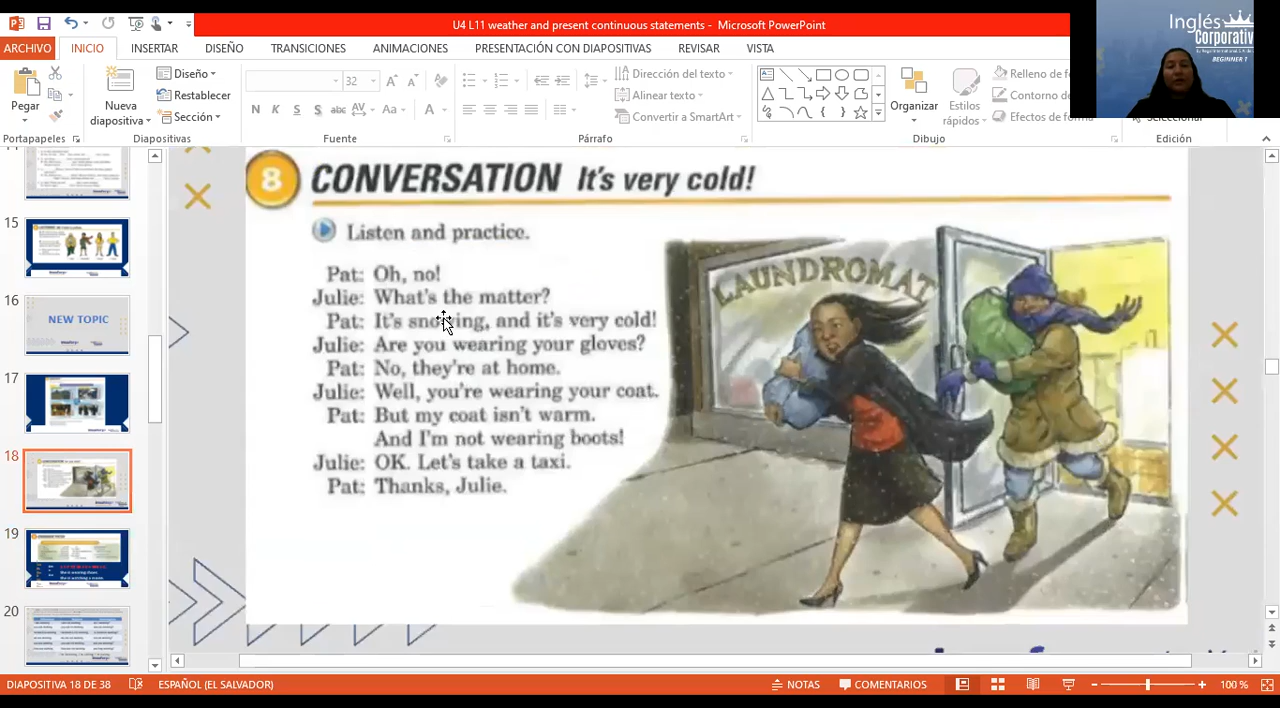 U4 L11 weather and present continuous statements - Microsoft PowerPoint
ARCHIVO INICIO INSERTAR DISEÑO TRANSICIONES ANIMACIONES PRESENTACIÓN CON DIAPOSITIVAS REVISAR VISTA
Inglés
Corporativo
BEGINNER 1
Pegar
Nueva
diapositiva
Diseño
Restablecer
Sección
32
N K S S abc AV Aa A
Dirección del texto
Alinear texto
Convertir a SmartArt
Organizar
Estilos
rápidos
Relleno de f
Contorno de
Efectos de forma
Seleccionar
Portapapeles Diapositivas Fuente Párrafo Dibujo Edición
15
16
NEW TOPIC
17
18
19
20
8 CONVERSATION It's very cold!
Listen and practice.
Pat: Oh, no!
Julie: What's the matter?
Pat: It's snowing, and it's very cold!
Julie: Are you wearing your gloves?
Pat: No, they're at home.
Julie: Well, you're wearing your coat.
Pat: But my coat isn't warm.
And I'm not wearing boots!
Julie: OK. Let's take a taxi.
Pat: Thanks, Julie.
LAUNDROMAT
DIAPOSITIVA 18 DE 38 ESPAÑOL (EL SALVADOR) NOTAS COMENTARIOS 100 %